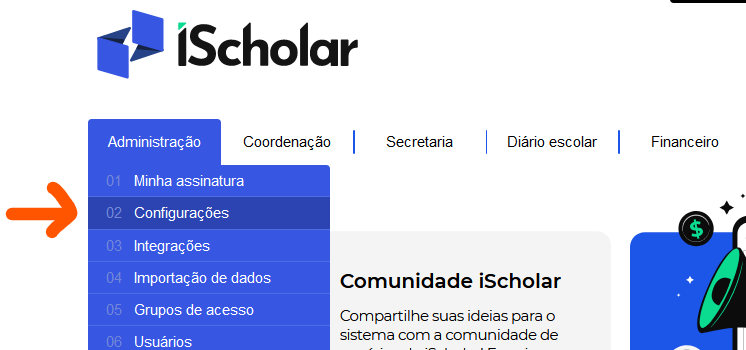 iScholar
Administração
Coordenação
Secretaria
Diário escolar
Financeiro
01 Minha assinatura
02 Configurações
03 Integrações
04 Importação de dados
05 Grupos de acesso
06 Usuários
Comunidade iScholar
Compartilhe suas ideias para o
sistema com a comunidade de
$